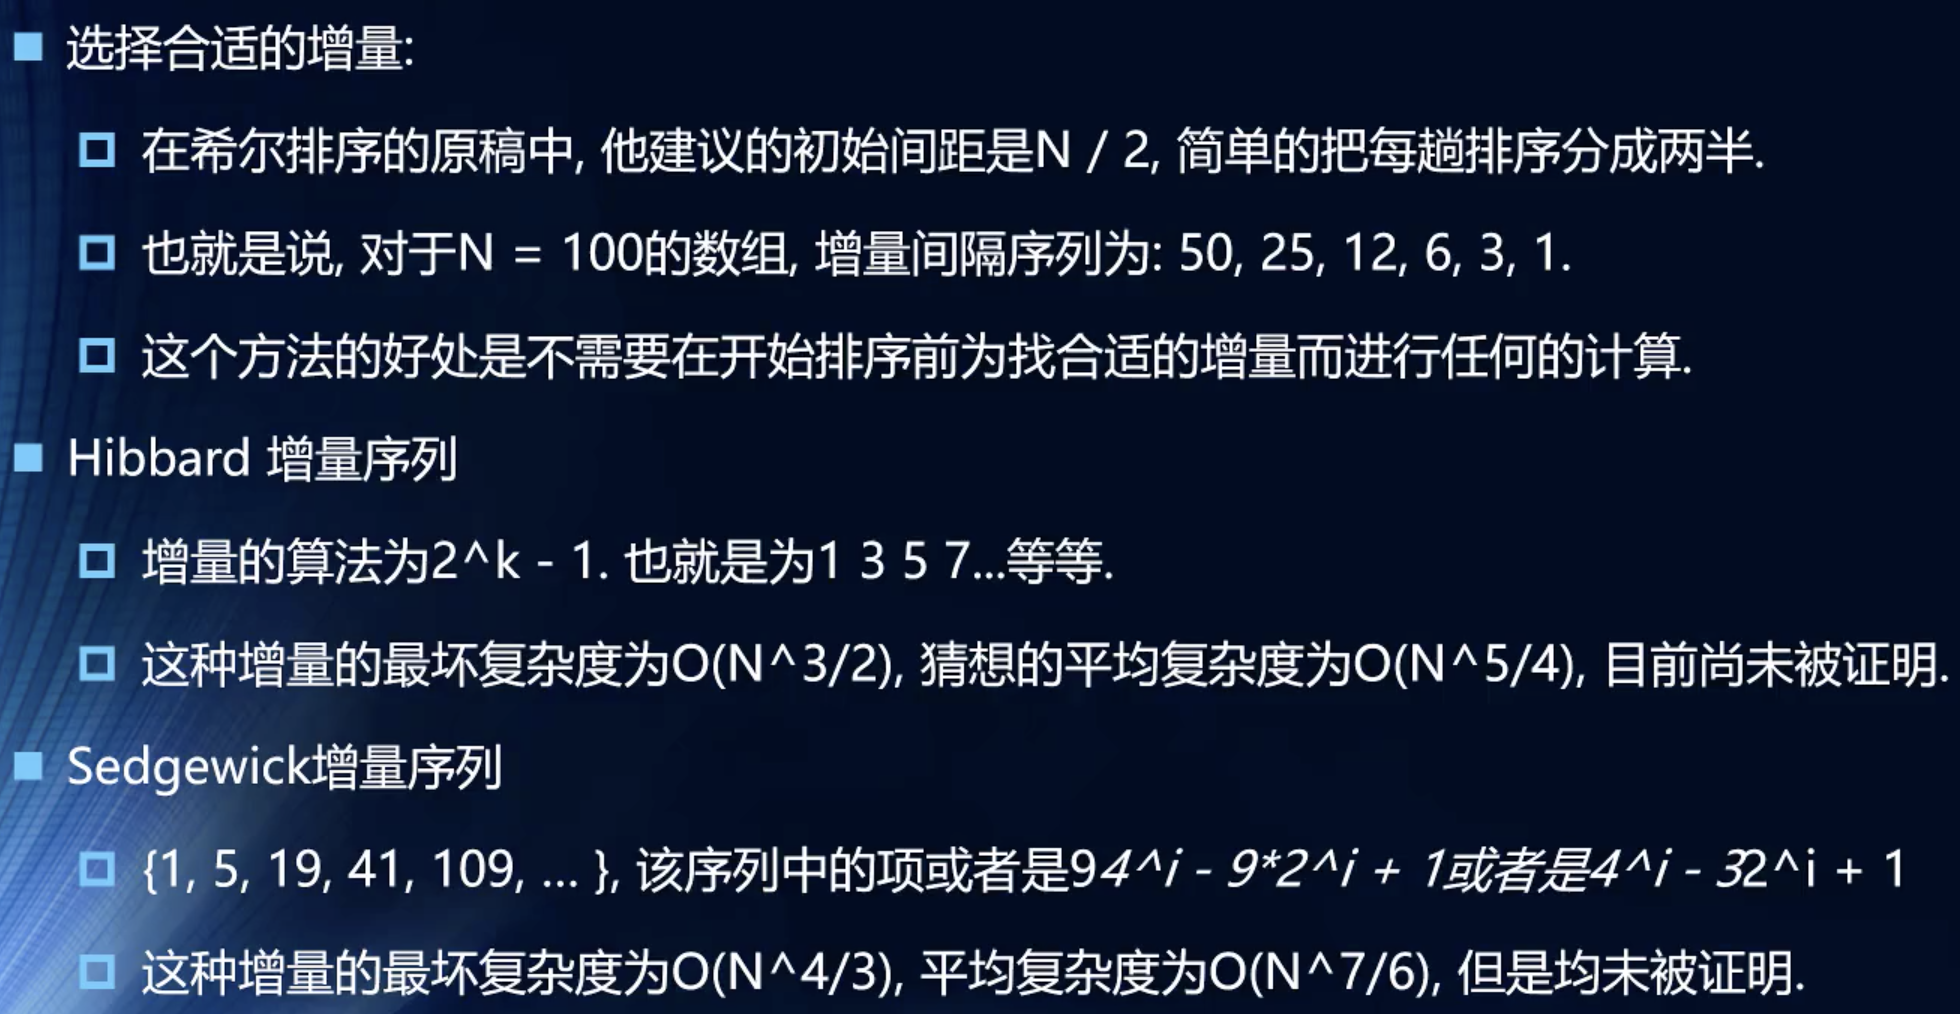 选择合适的增量:
在希尔排序的原稿中, 他建议的初始间距是N / 2, 简单的把每趟排序分成两半.
也就是说, 对于N = 100的数组, 增量间隔序列为: 50, 25, 12, 6, 3, 1.
这个方法的好处是不需要在开始排序前为找合适的增量而进行任何的计算.
Hibbard 增量序列
增量的算法为2^k - 1. 也就是为1 3 5 7...等等.
这种增量的最坏复杂度为O(N^3/2), 猜想的平均复杂度为O(N^5/4), 目前尚未被证明.
Sedgewick增量序列
{1, 5, 19, 41, 109, ... }, 该序列中的项或者是94^i - 9*2^i + 1或者是4^i - 32^i + 1
这种增量的最坏复杂度为O(N^4/3), 平均复杂度为O(N^7/6), 但是均未被证明.